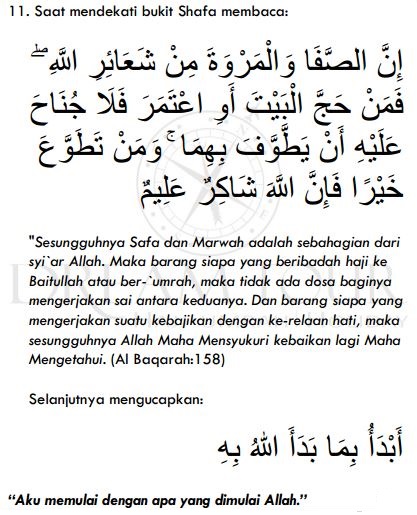 11. Saat mendekati bukit Shafa membaca:
إِنَّ الصَّفَا وَالْمَرْوَةَ مِنْ شَعَائِرِ اللَّهِ ۖ
فَمَنْ حَجَّ الْبَيْتَ أَوِ اعْتَمَرَ فَلَا جُنَاحَ
عَلَيْهِ أَنْ يَطَّوَّفَ بِهِمَا ۚ وَمَنْ تَطَوَّعَ
خَيْرًا فَإِنَّ اللَّهَ شَاكِرٌ عَلِيمٌ
"Sesungguhnya Safa dan Marwah adalah sebahagian dari
syi`ar Allah. Maka barang siapa yang beribadah haji ke
Baitullah atau ber-`umrah, maka tidak ada dosa baginya
mengerjakan sai antara keduanya. Dan barang siapa yang
mengerjakan suatu kebajikan dengan ke-relaan hati, maka
sesungguhnya Allah Maha Mensyukuri kebaikan lagi Maha
Mengetahui. (Al Baqarah:158)
Selanjutnya mengucapkan:
أَبْدَأُ بِمَا بَدَأَ اللهُ بِهِ
“Aku memulai dengan apa yang dimulai Allah.”